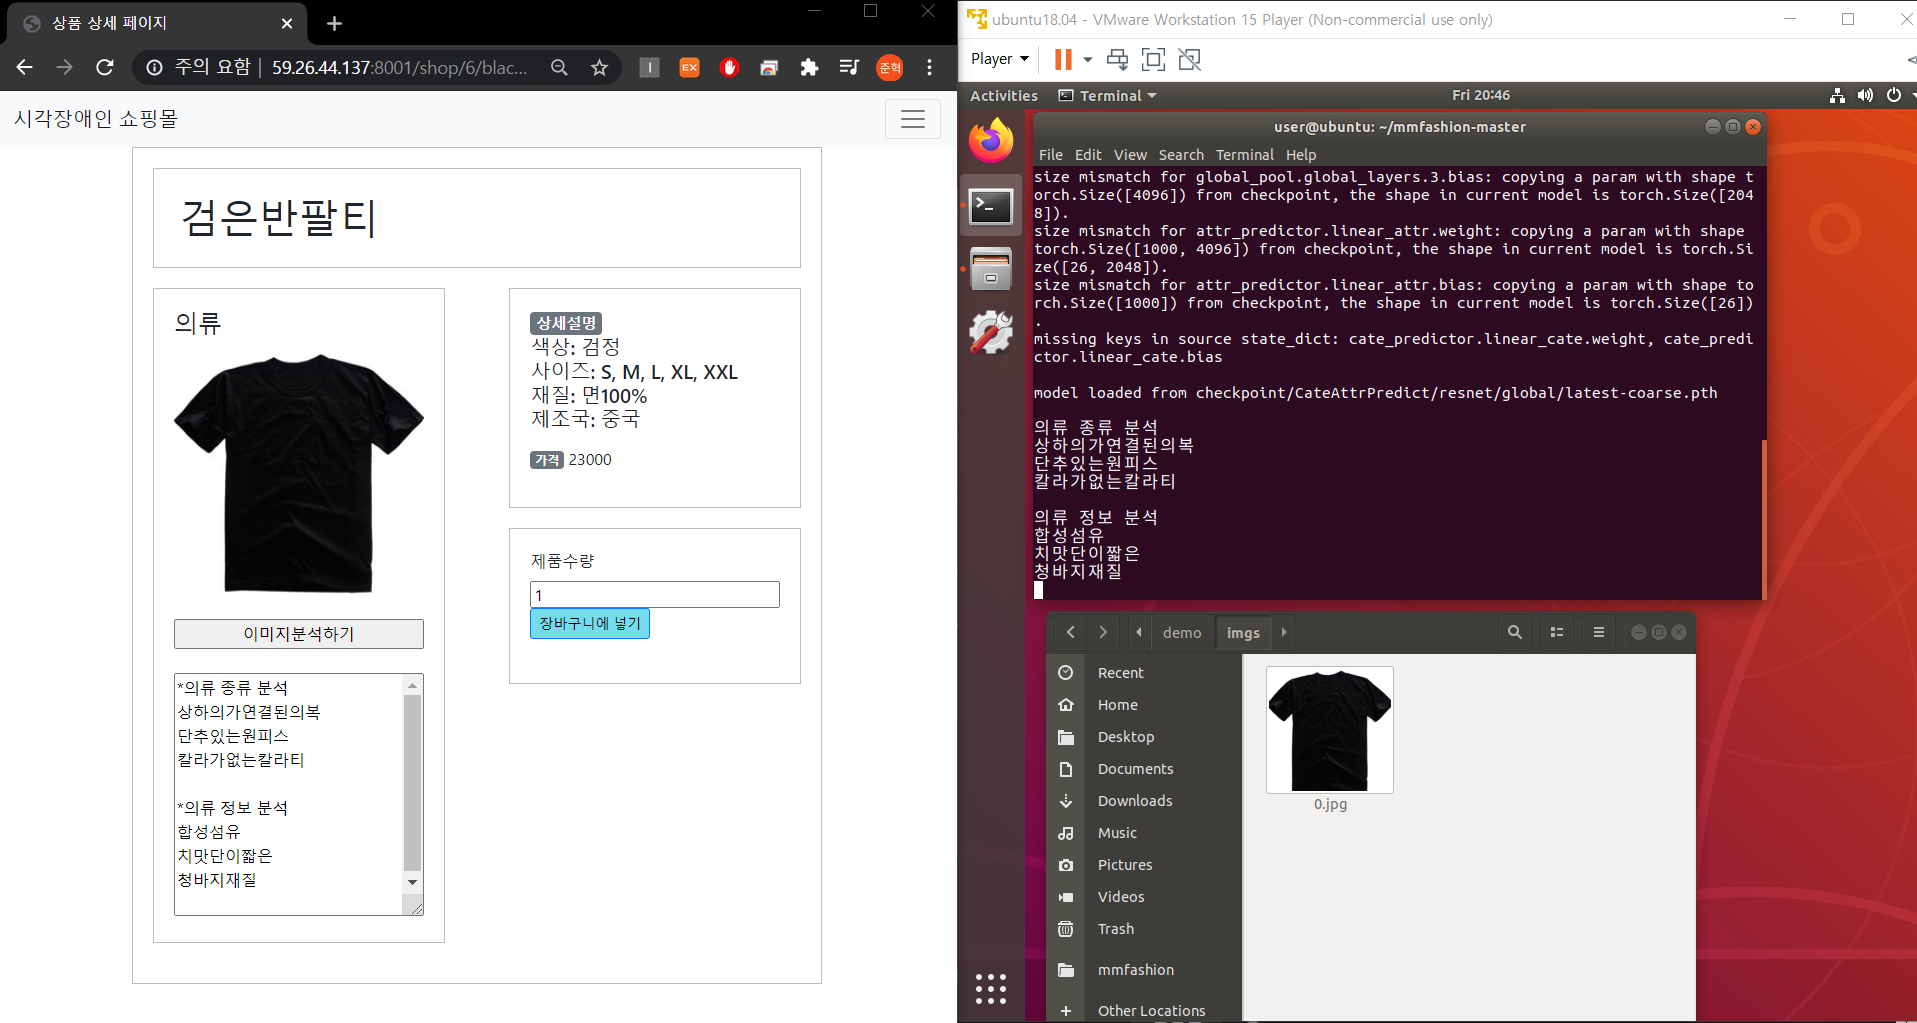 상품 상세 페이지
주의 요함 | 59.26.44.137:8001/shop/6/blac...
EX
준혁
시각장애인 쇼핑몰
검은반팔티
의류
이미지분석하기
*의류 종류 분석
상하의가연결된의복
단추있는원피스
칼라가없는칼라티
*의류 정보 분석
합성섬유
치맛단이짧은
청바지재질
상세설명
색상: 검정
사이즈: S, M, L, XL, XXL
재질: 면100%
제조국: 중국
가격 23000
제품수량
1
장바구니에 넣기
ubuntu18.04 - VMware Workstation 15 Player (Non-commercial use only)
Player
Activities
Terminal
Fri 20:46
user@ubuntu: ~/mmfashion-master
File Edit View Search Terminal Help
size mismatch for global_pool.global_layers.3.bias: copying a param with shape t
orch.Size([4096]) from checkpoint, the shape in current model is torch.Size([204
8]).
size mismatch for attr_predictor.linear_attr.weight: copying a param with shape
torch.Size([1000, 4096]) from checkpoint, the shape in current model is torch.Si
ze([26, 2048]).
size mismatch for attr_predictor.linear_attr.bias: copying a param with shape to
rch.Size([1000]) from checkpoint, the shape in current model is torch.Size([26])
.
missing keys in source state_dict: cate_predictor.linear_cate.weight, cate_predi
ctor.linear_cate.bias
model loaded from checkpoint/CateAttrPredict/resnet/global/latest-coarse.pth
의류 종류 분석
상하의가연결된의복
단추있는원피스
칼라가없는칼라티
의류 정보 분석
합성섬유
치맛단이짧은
청바지재질
demo
imgs
Recent
Home
Desktop
Documents
Downloads
Music
Pictures
Videos
Trash
mmfashion
Other Locations
0.jpg